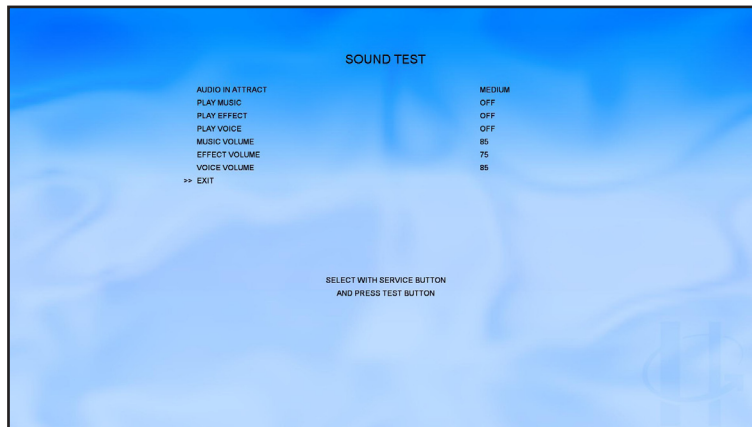 SOUND TEST
AUDIO IN ATTRACT MEDIUM
PLAY MUSIC OFF
PLAY EFFECT OFF
PLAY VOICE OFF
MUSIC VOLUME 85
EFFECT VOLUME 75
VOICE VOLUME 85
>> EXIT
SELECT WITH SERVICE BUTTON
AND PRESS TEST BUTTON